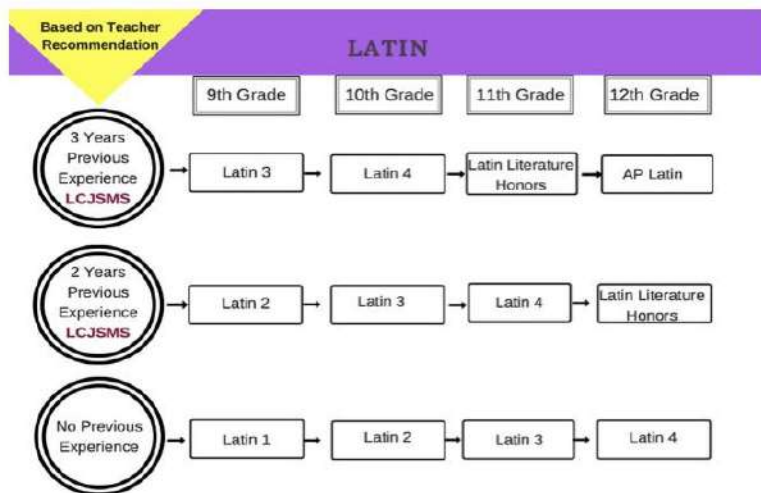 Based on Teacher
Recommendation
LATIN
9th Grade
10th Grade
11th Grade
12th Grade
3 Years
Previous
Experience
LCJSMS
Latin 3
Latin 4
Latin Literature
Honors
AP Latin
2 Years
Previous
Experience
LCJSMS
Latin 2
Latin 3
Latin 4
Latin Literature
Honors
No Previous
Experience
Latin 1
Latin 2
Latin 3
Latin 4